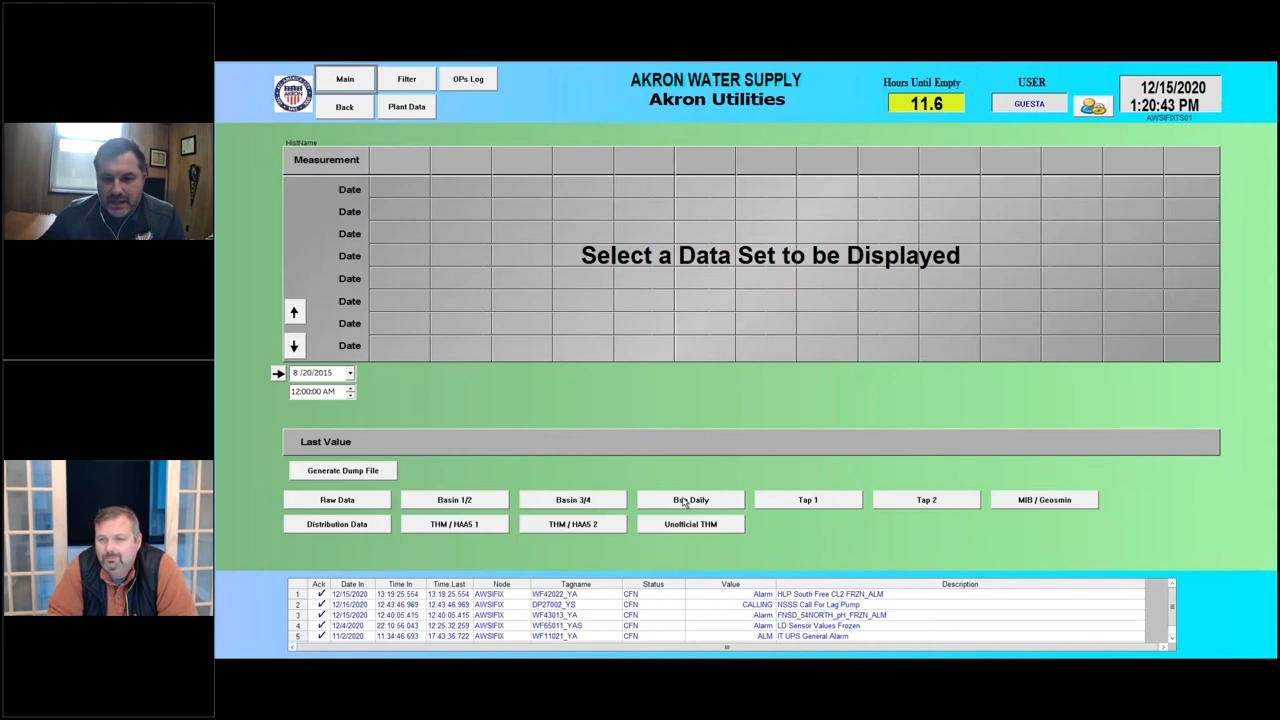 Main
Filter
OPs Log
Back
Plant Data
AKRON
AKRON WATER SUPPLY
Akron Utilities
Hours Until Empty
11.6
USER
GUESTA
12/15/2020
1:20:43 PM
AWSIFIXTS01
HistName
Measurement
Date
Date
Date
Date
Date
Date
Date
Date
Select a Data Set to be Displayed
8 /20/2015
12:00:00 AM
Last Value
Generate Dump File
Raw Data
Basin 1/2
Basin 3/4
Daily
Tap 1
Tap 2
MIB / Geosmin
Distribution Data
THM / HAA5 1
THM / HAA5 2
Unofficial THM
Ack Date In Time In Time Last Node Tagname Status Value Description
1 12/15/2020 13:19:25.554 13:19:25.554 AWSIFIX WF42022_YA CFN Alarm HLP South Free CL2 FRZN_ALM
2 12/15/2020 12:43:46.969 12:43:46.969 AWSIFIX DP27002_YS CFN CALLING NSSS Call For Lag Pump
3 12/15/2020 12:40:05.415 12:40:05.415 AWSIFIX WF43013_YA CFN Alarm FNSD_54NORTH_pH_FRZN_ALM
4 12/4/2020 22:10:56.043 12:25:32.259 AWSIFIX WF65011_YAS CFN Alarm LD Sensor Values Frozen
5 11/2/2020 11:34:46.693 17:43:36.722 AWSIFIX WF11021_YA CFN ALM IT UPS General Alarm